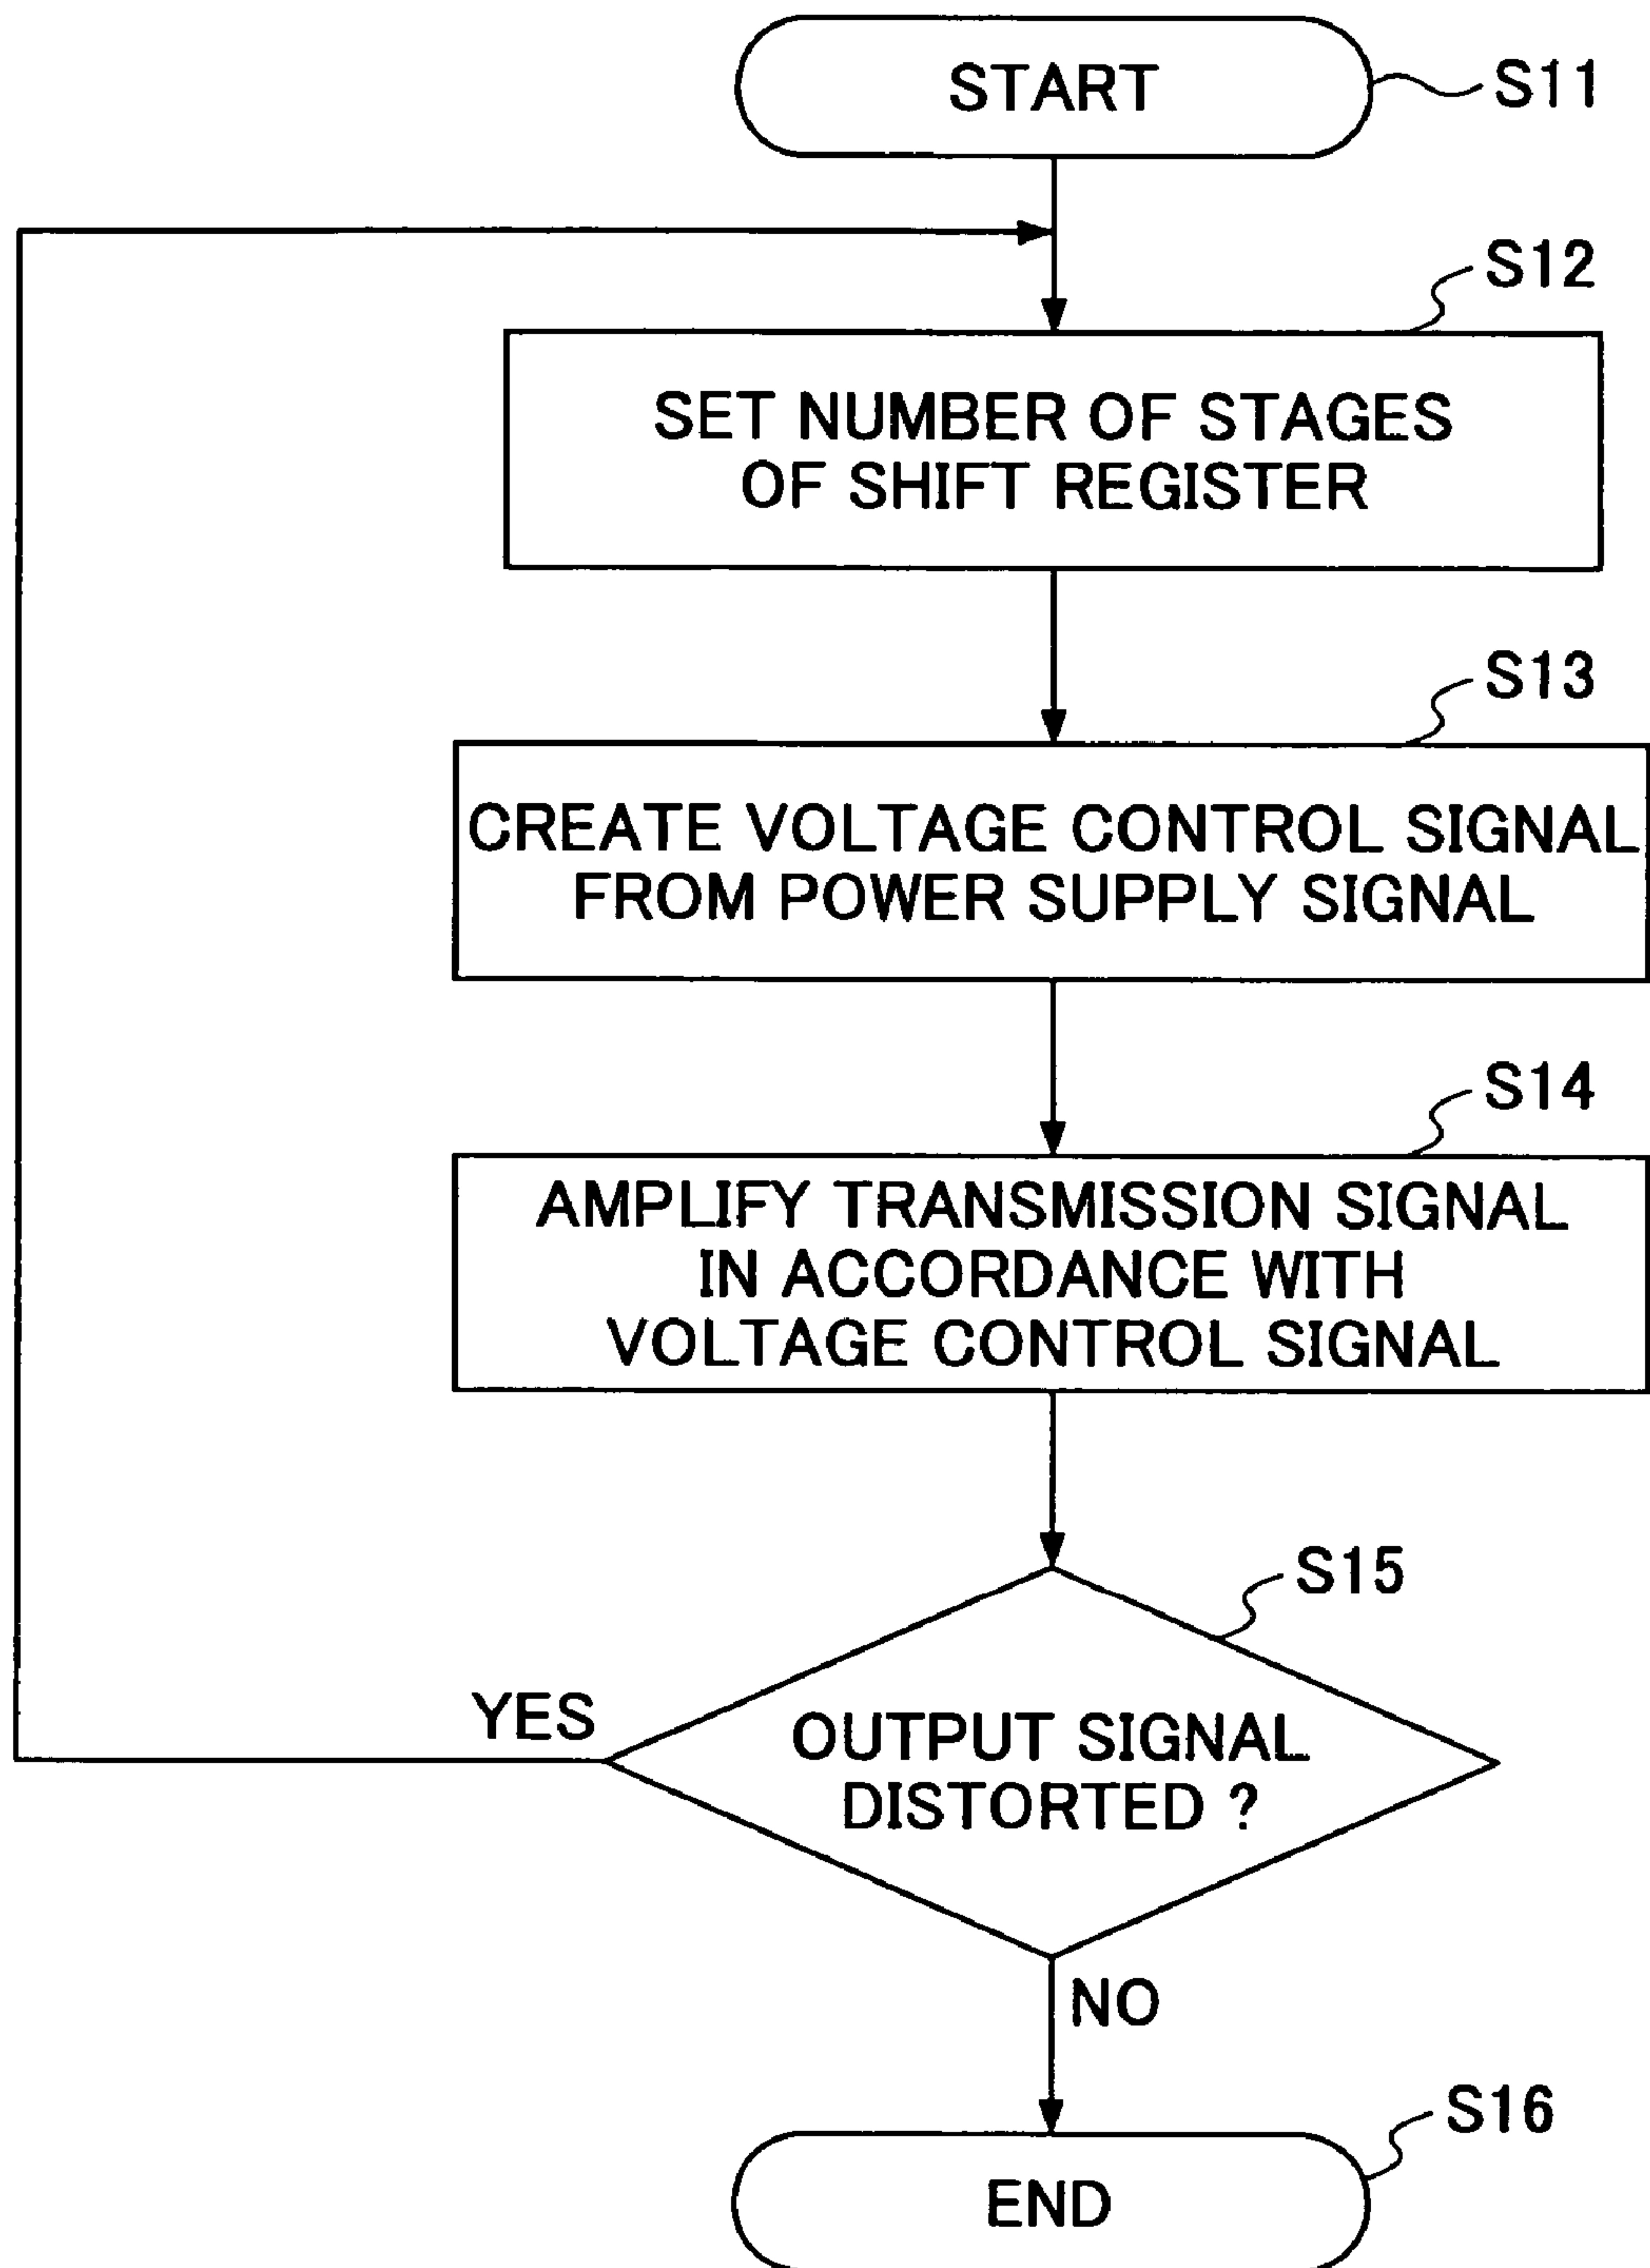 START
S11
S12
SET NUMBER OF STAGES
OF SHIFT REGISTER
S13
CREATE VOLTAGE CONTROL SIGNAL
FROM POWER SUPPLY SIGNAL
S14
AMPLIFY TRANSMISSION SIGNAL
IN ACCORDANCE WITH
VOLTAGE CONTROL SIGNAL
S15
YES
OUTPUT SIGNAL
DISTORTED ?
NO
S16
END